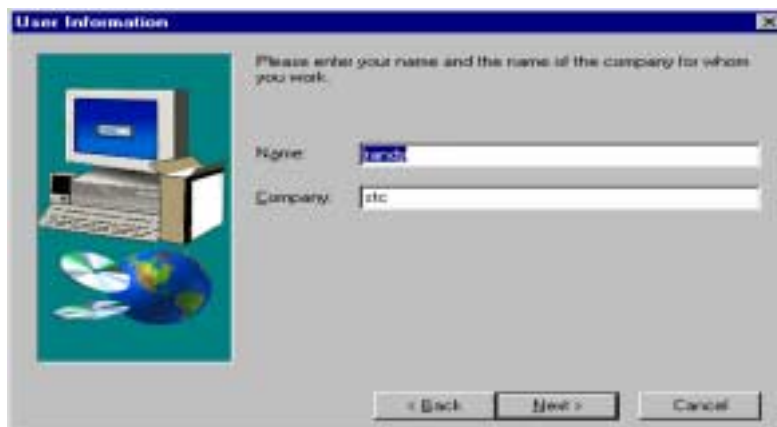 User Information
Please enter your name and the name of the company for whom
you work.
Name:
Company:
stc
< Back
Next >
Cancel